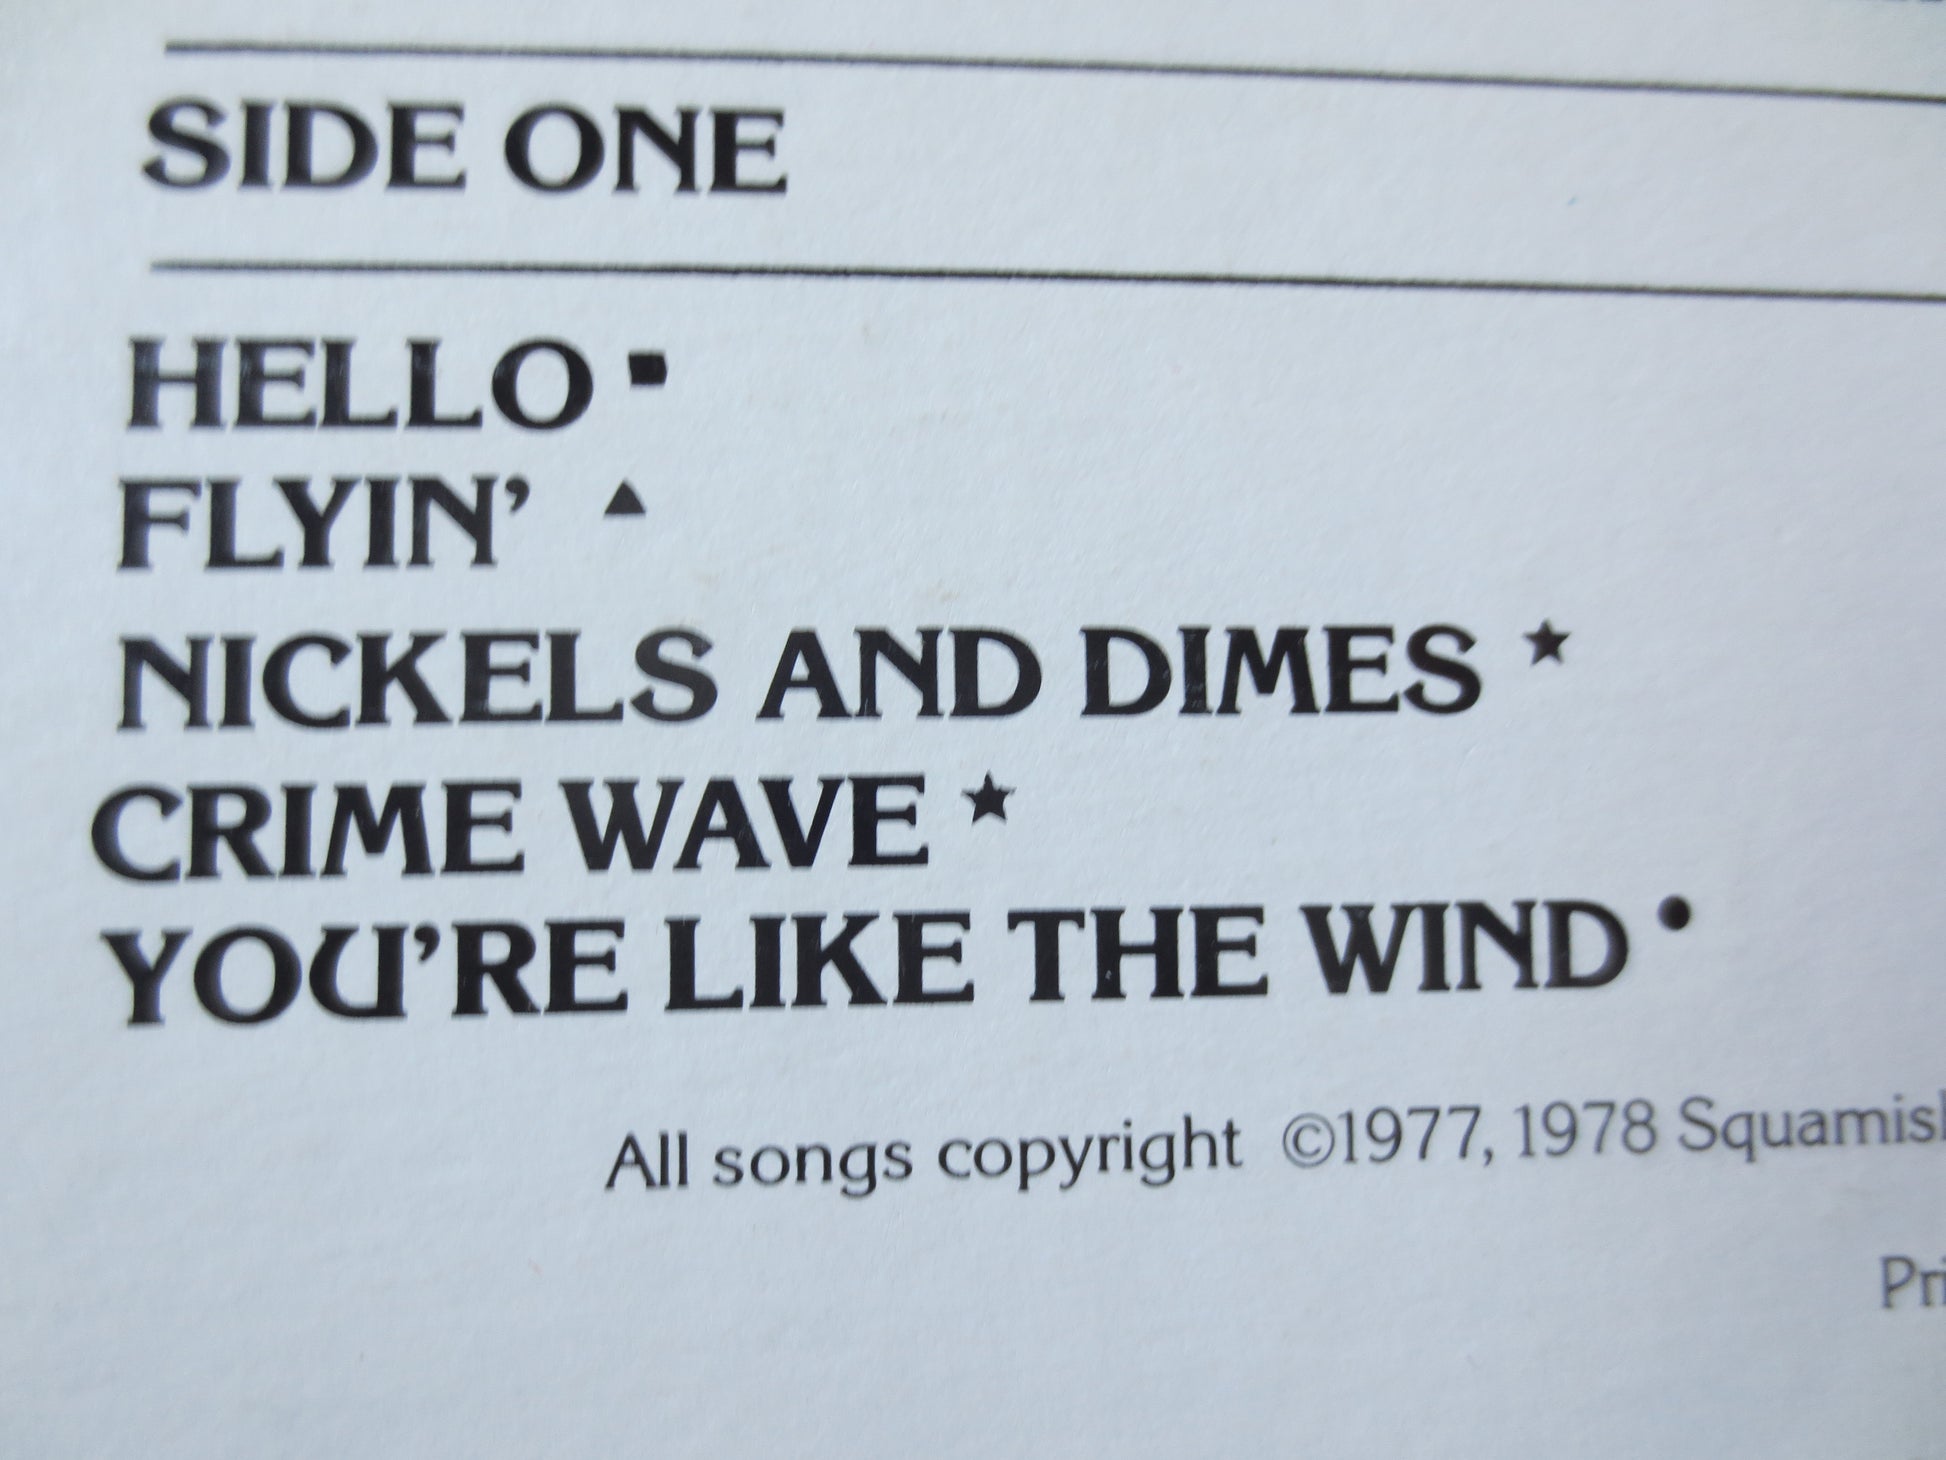 SIDE ONE
HELLO ■
FLYIN’ ▲
NICKELS AND DIMES ★
CRIME WAVE ★
YOU’RE LIKE THE WIND ●
All songs copyright ©1977, 1978